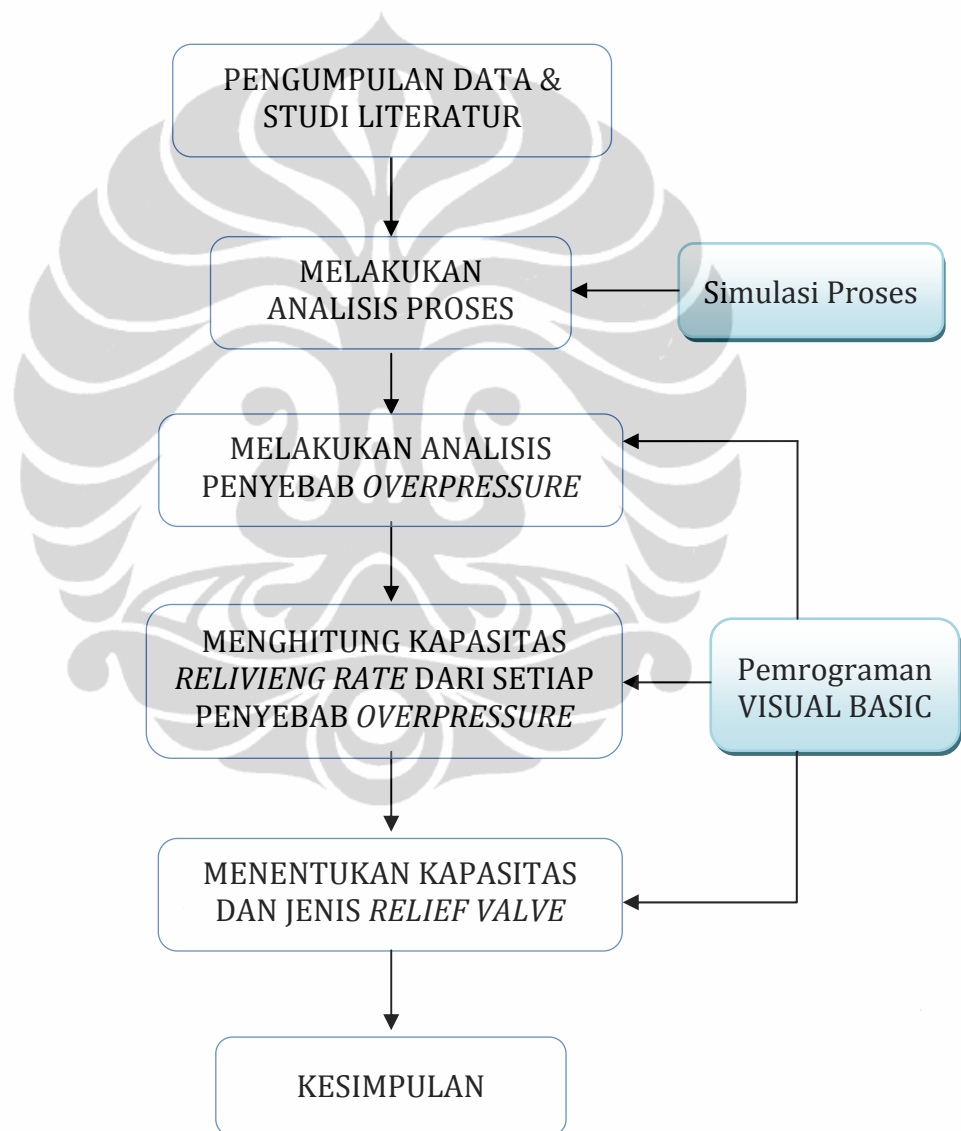 PENGUMPULAN DATA &
STUDI LITERATUR
MELAKUKAN
ANALISIS PROSES
Simulasi Proses
MELAKUKAN ANALISIS
PENYEBAB OVERPRESSURE
MENGHITUNG KAPASITAS
RELIVIENG RATE DARI SETIAP
PENYEBAB OVERPRESSURE
Pemrograman
VISUAL BASIC
MENENTUKAN KAPASITAS
DAN JENIS RELIEF VALVE
KESIMPULAN